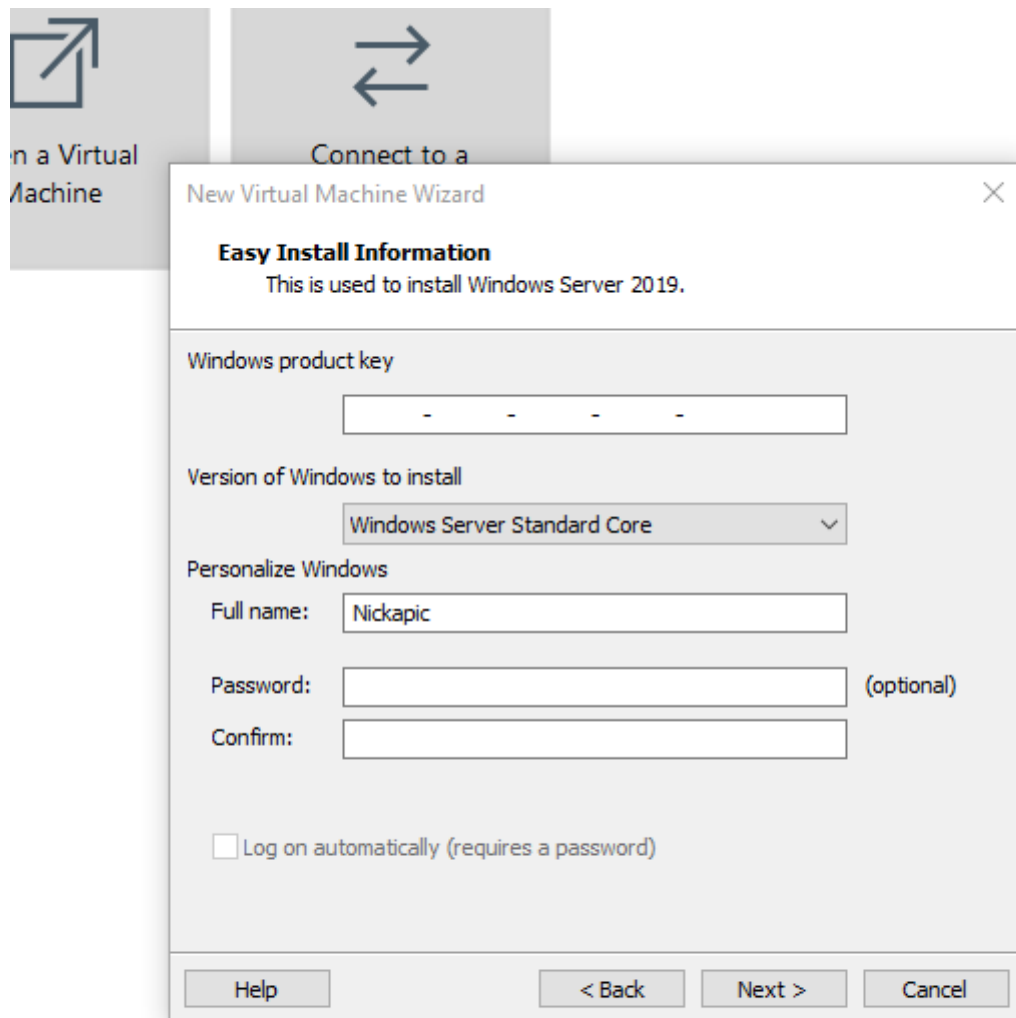 n a Virtual
Machine
Connect to a
New Virtual Machine Wizard
Easy Install Information
This is used to install Windows Server 2019.
Windows product key
- - - -
Version of Windows to install
Windows Server Standard Core
Personalize Windows
Full name: Nickapic
Password: (optional)
Confirm:
Log on automatically (requires a password)
Help < Back Next > Cancel